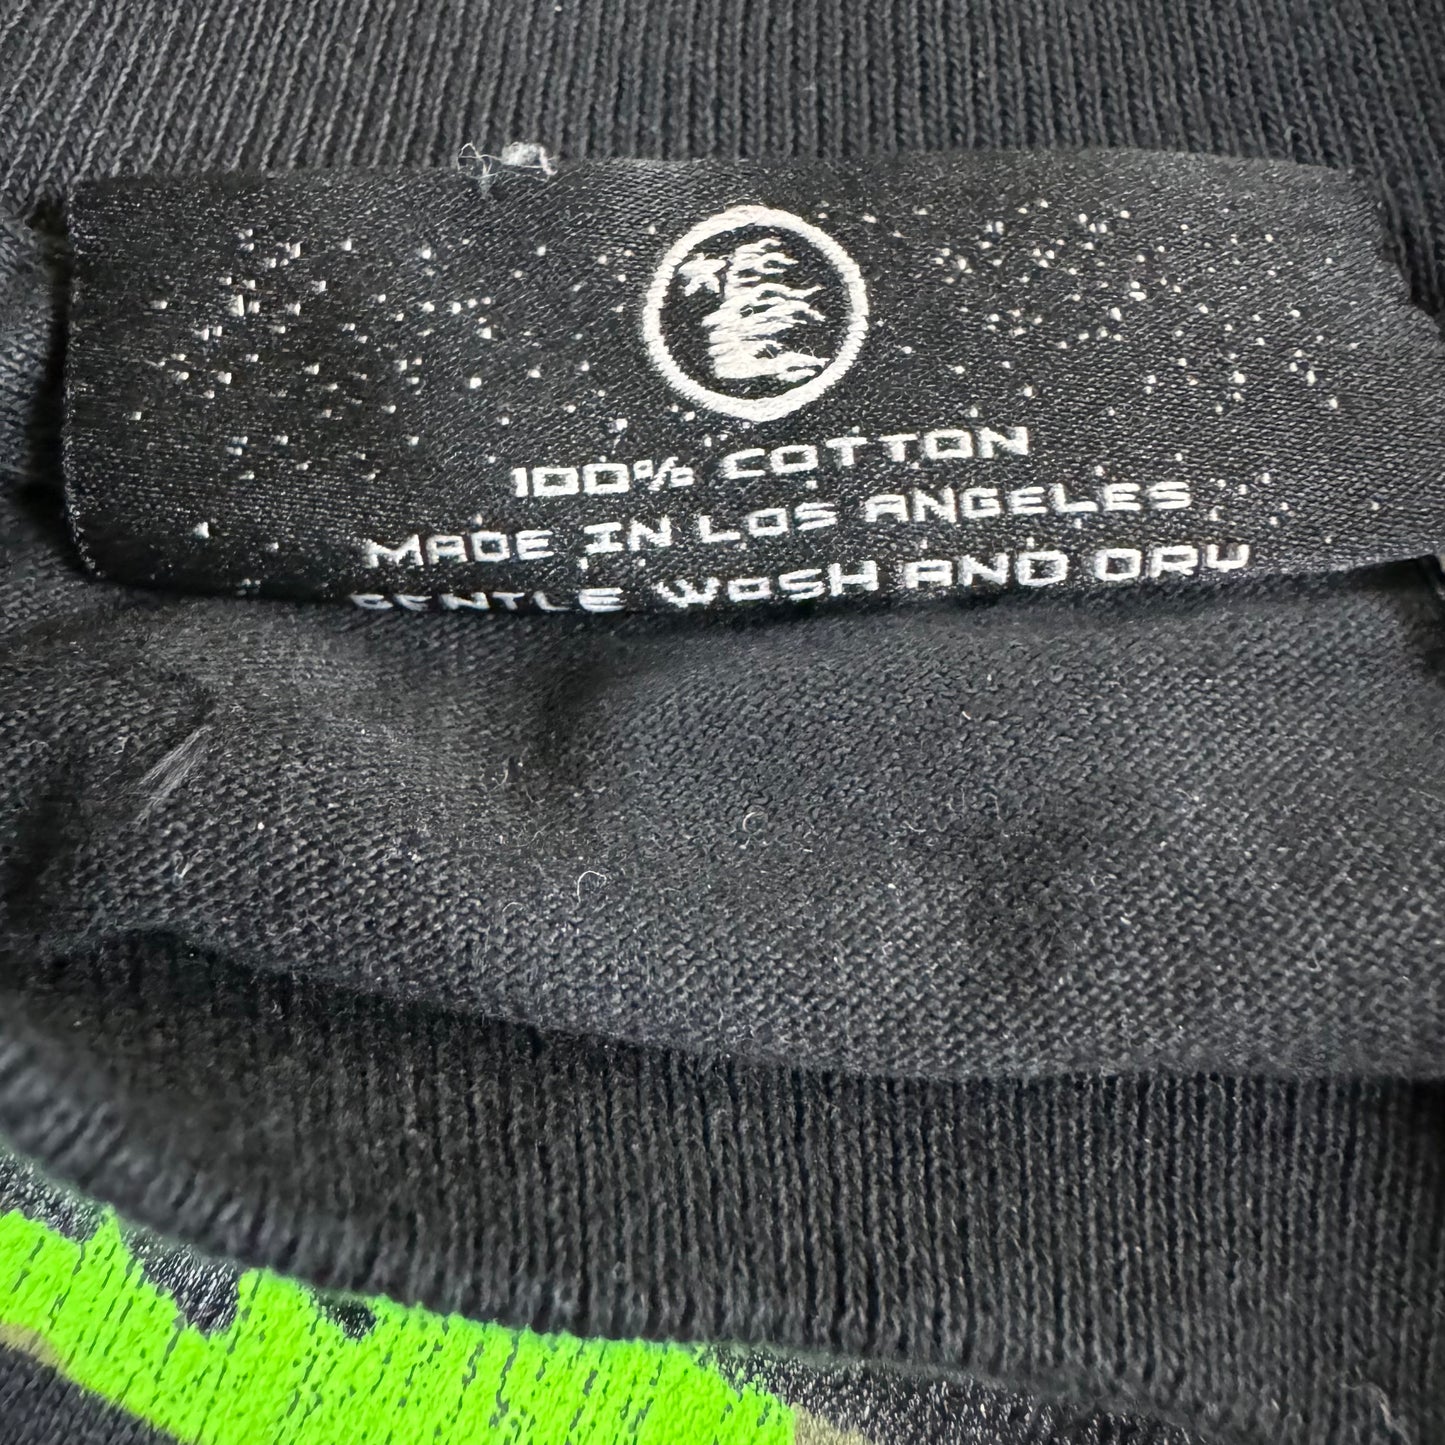 100% COTTON
MADE IN LOS ANGELES
GENTLE WASH AND DRY